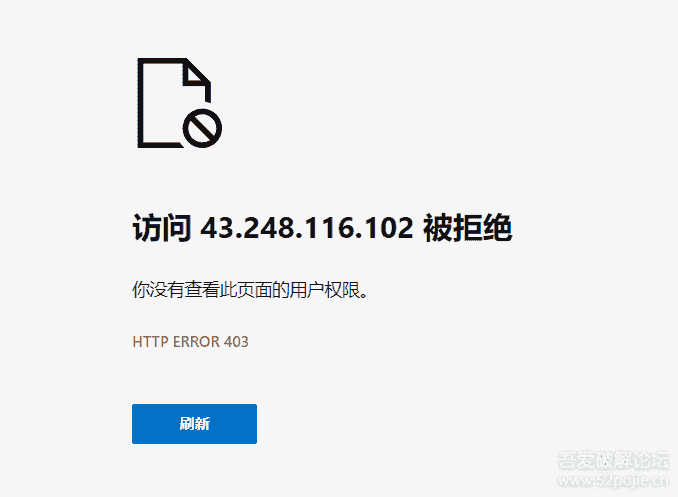 访问 43.248.116.102 被拒绝
你没有查看此页面的用户权限。
HTTP ERROR 403
刷新
吾爱破解论坛
www.52pojie.cn